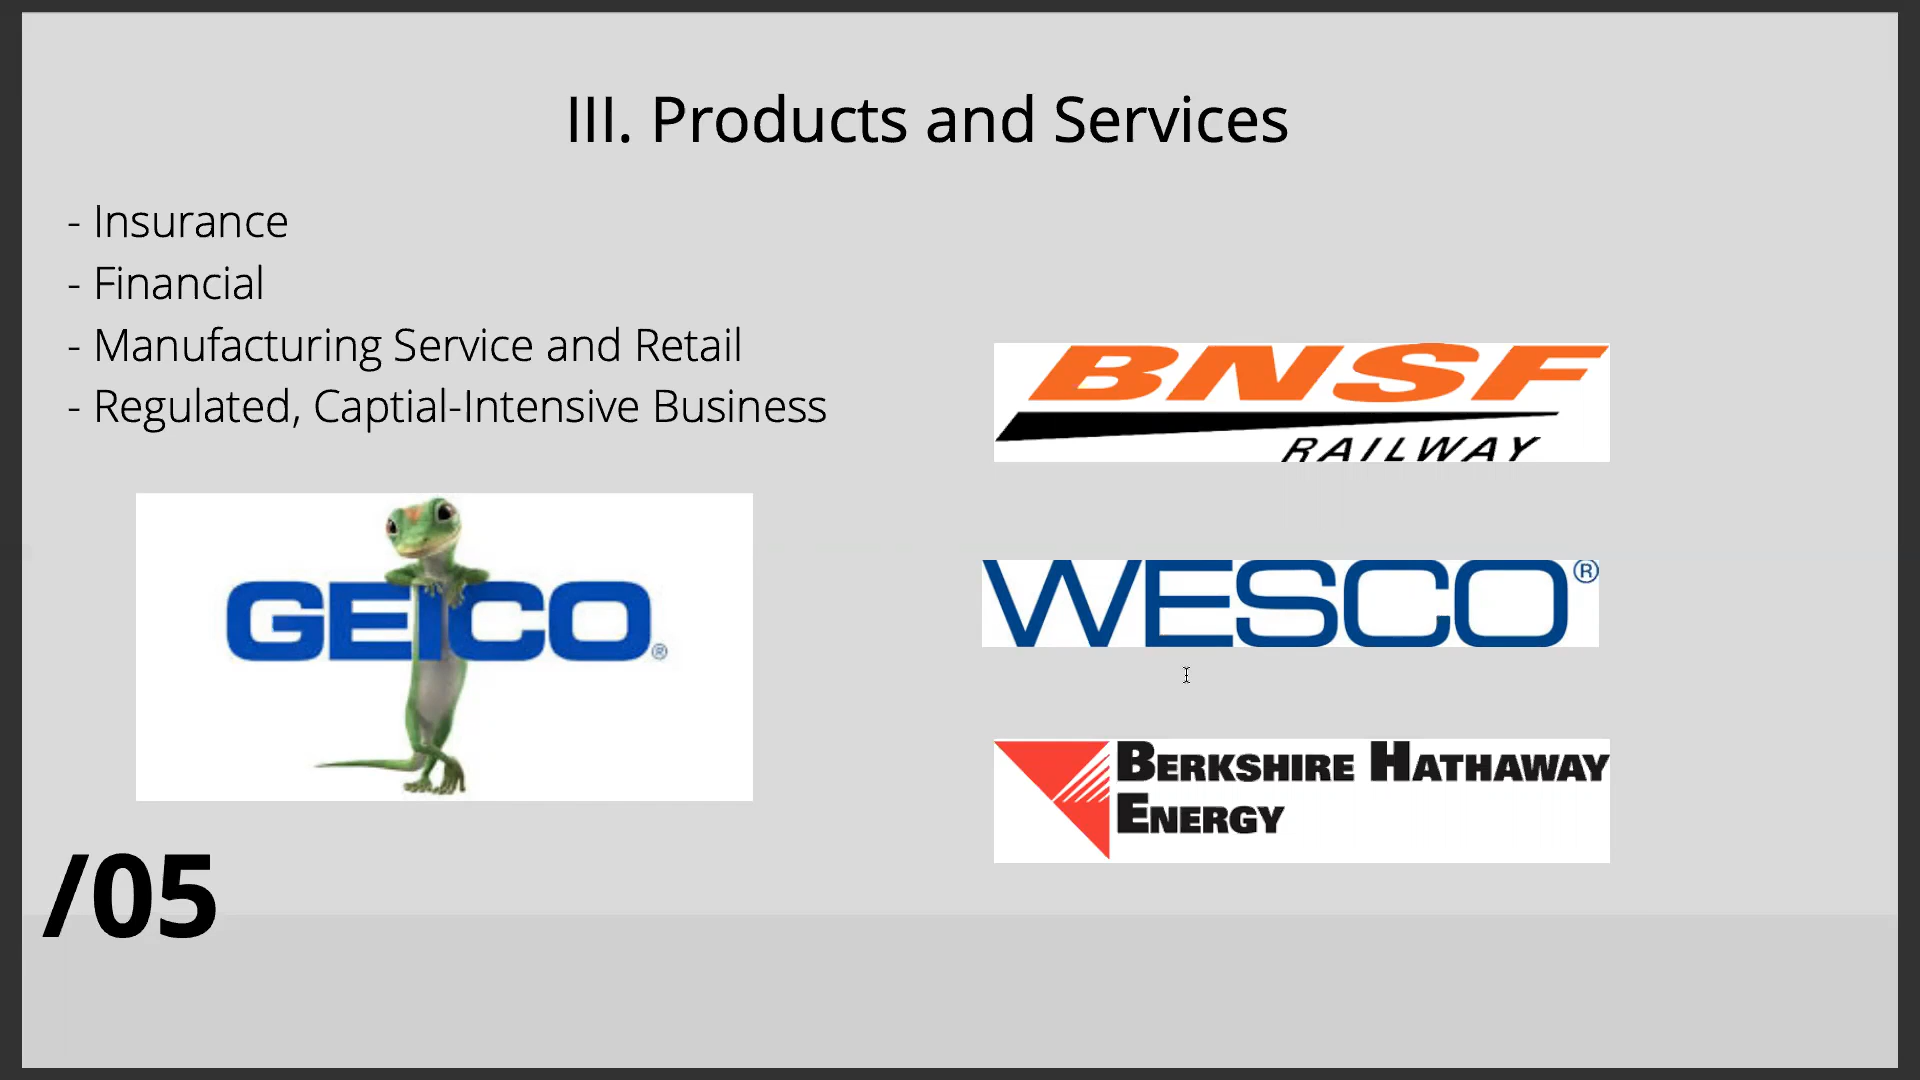 III. Products and Services
- Insurance
- Financial
- Manufacturing Service and Retail
- Regulated, Captial-Intensive Business
BNSF
RAILWAY
GEICO®
WESCO®
BERKSHIRE HATHAWAY
ENERGY
/05